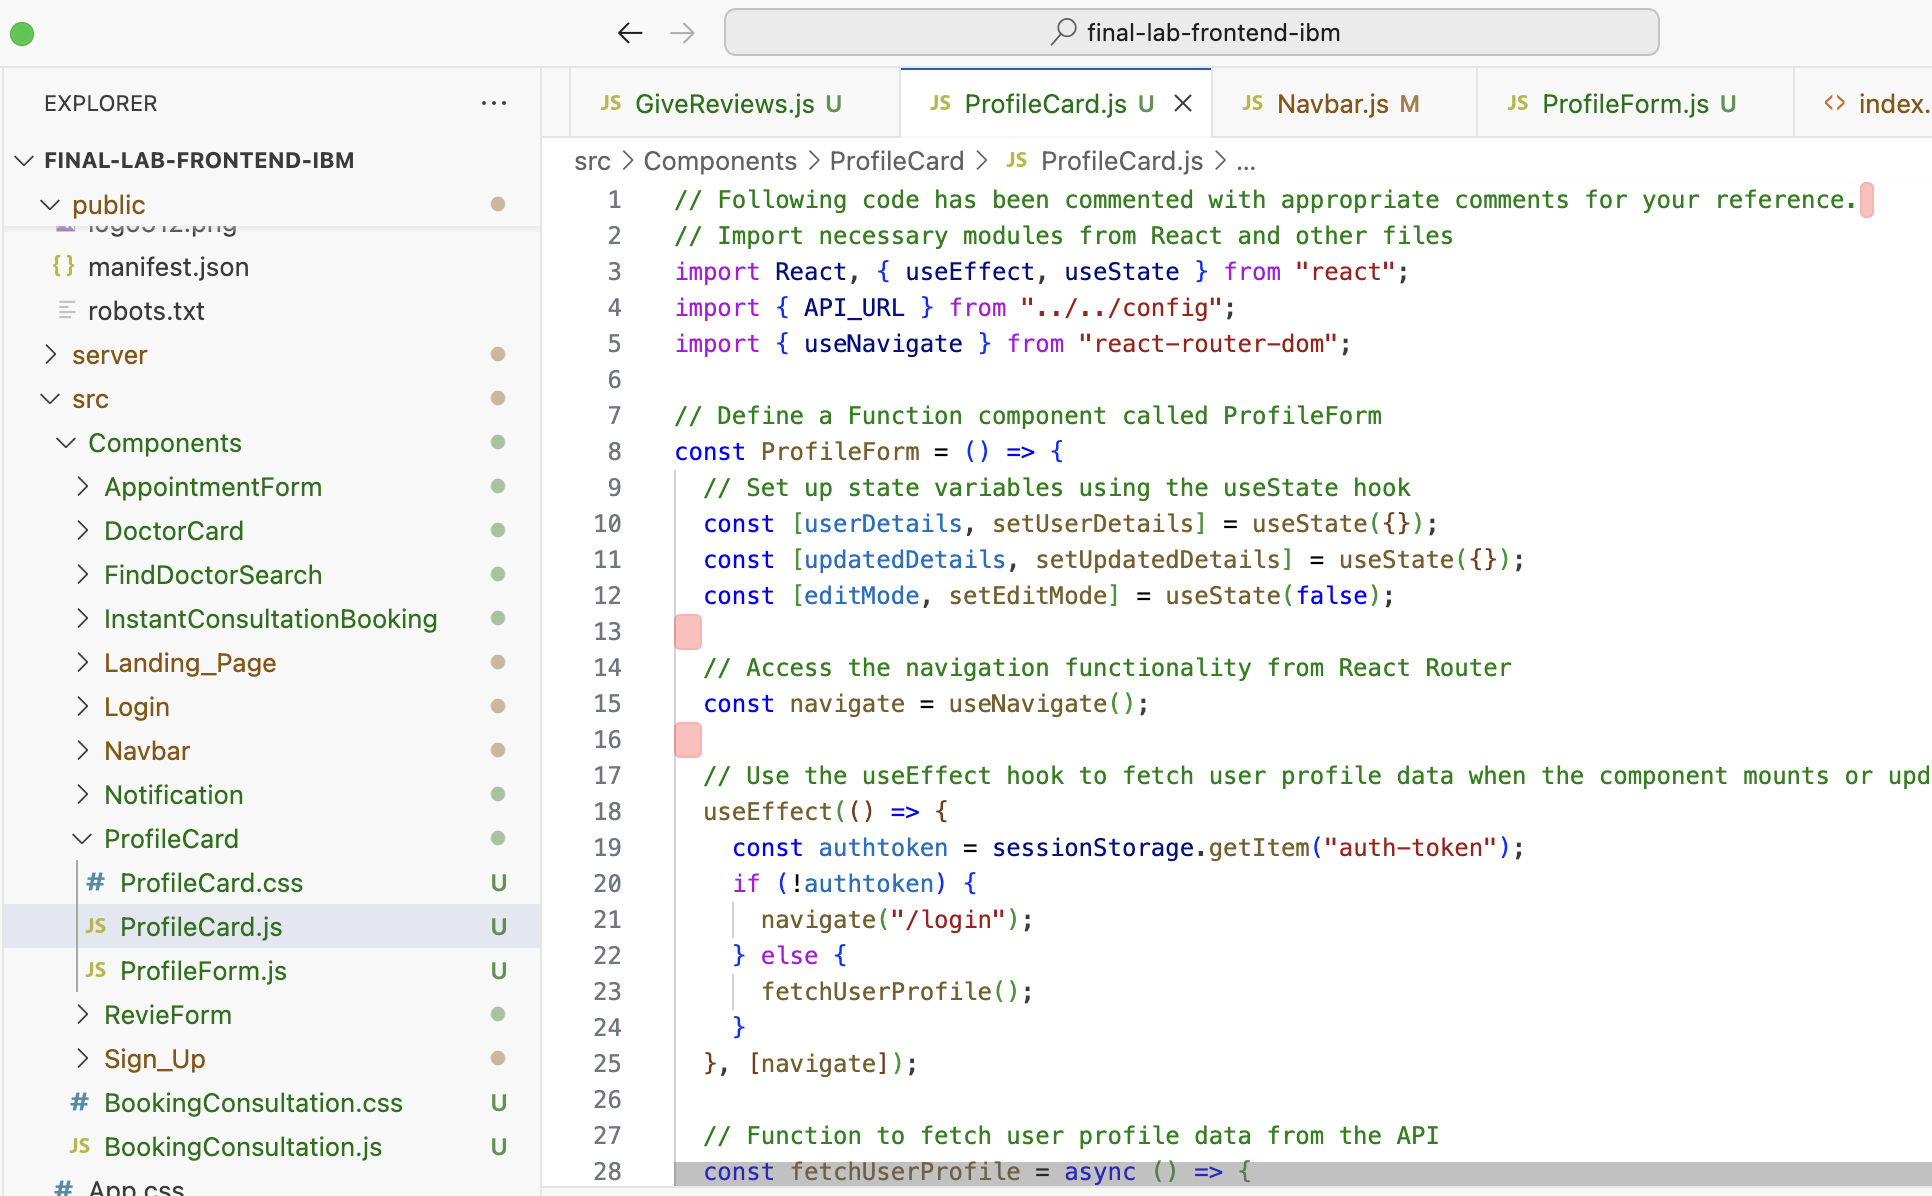 final-lab-frontend-ibm
EXPLORER
FINAL-LAB-FRONTEND-IBM
public
logo512.png
{} manifest.json
robots.txt
server
src
Components
AppointmentForm
DoctorCard
FindDoctorSearch
InstantConsultationBooking
Landing_Page
Login
Navbar
Notification
ProfileCard
# ProfileCard.css U
JS ProfileCard.js U
JS ProfileForm.js U
RevieForm
Sign_Up
# BookingConsultation.css U
JS BookingConsultation.js U
# App.css
JS GiveReviews.js U
JS ProfileCard.js U
JS Navbar.js M
JS ProfileForm.js U
<> index.
src > Components > ProfileCard > JS ProfileCard.js > ...
1 // Following code has been commented with appropriate comments for your reference.
2 // Import necessary modules from React and other files
3 import React, { useEffect, useState } from "react";
4 import { API_URL } from "../../config";
5 import { useNavigate } from "react-router-dom";
6
7 // Define a Function component called ProfileForm
8 const ProfileForm = () => {
9 // Set up state variables using the useState hook
10 const [userDetails, setUserDetails] = useState({});
11 const [updatedDetails, setUpdatedDetails] = useState({});
12 const [editMode, setEditMode] = useState(false);
13
14 // Access the navigation functionality from React Router
15 const navigate = useNavigate();
16
17 // Use the useEffect hook to fetch user profile data when the component mounts or upd
18 useEffect(() => {
19 const authtoken = sessionStorage.getItem("auth-token");
20 if (!authtoken) {
21 navigate("/login");
22 } else {
23 fetchUserProfile();
24 }
25 }, [navigate]);
26
27 // Function to fetch user profile data from the API
28 const fetchUserProfile = async () => {